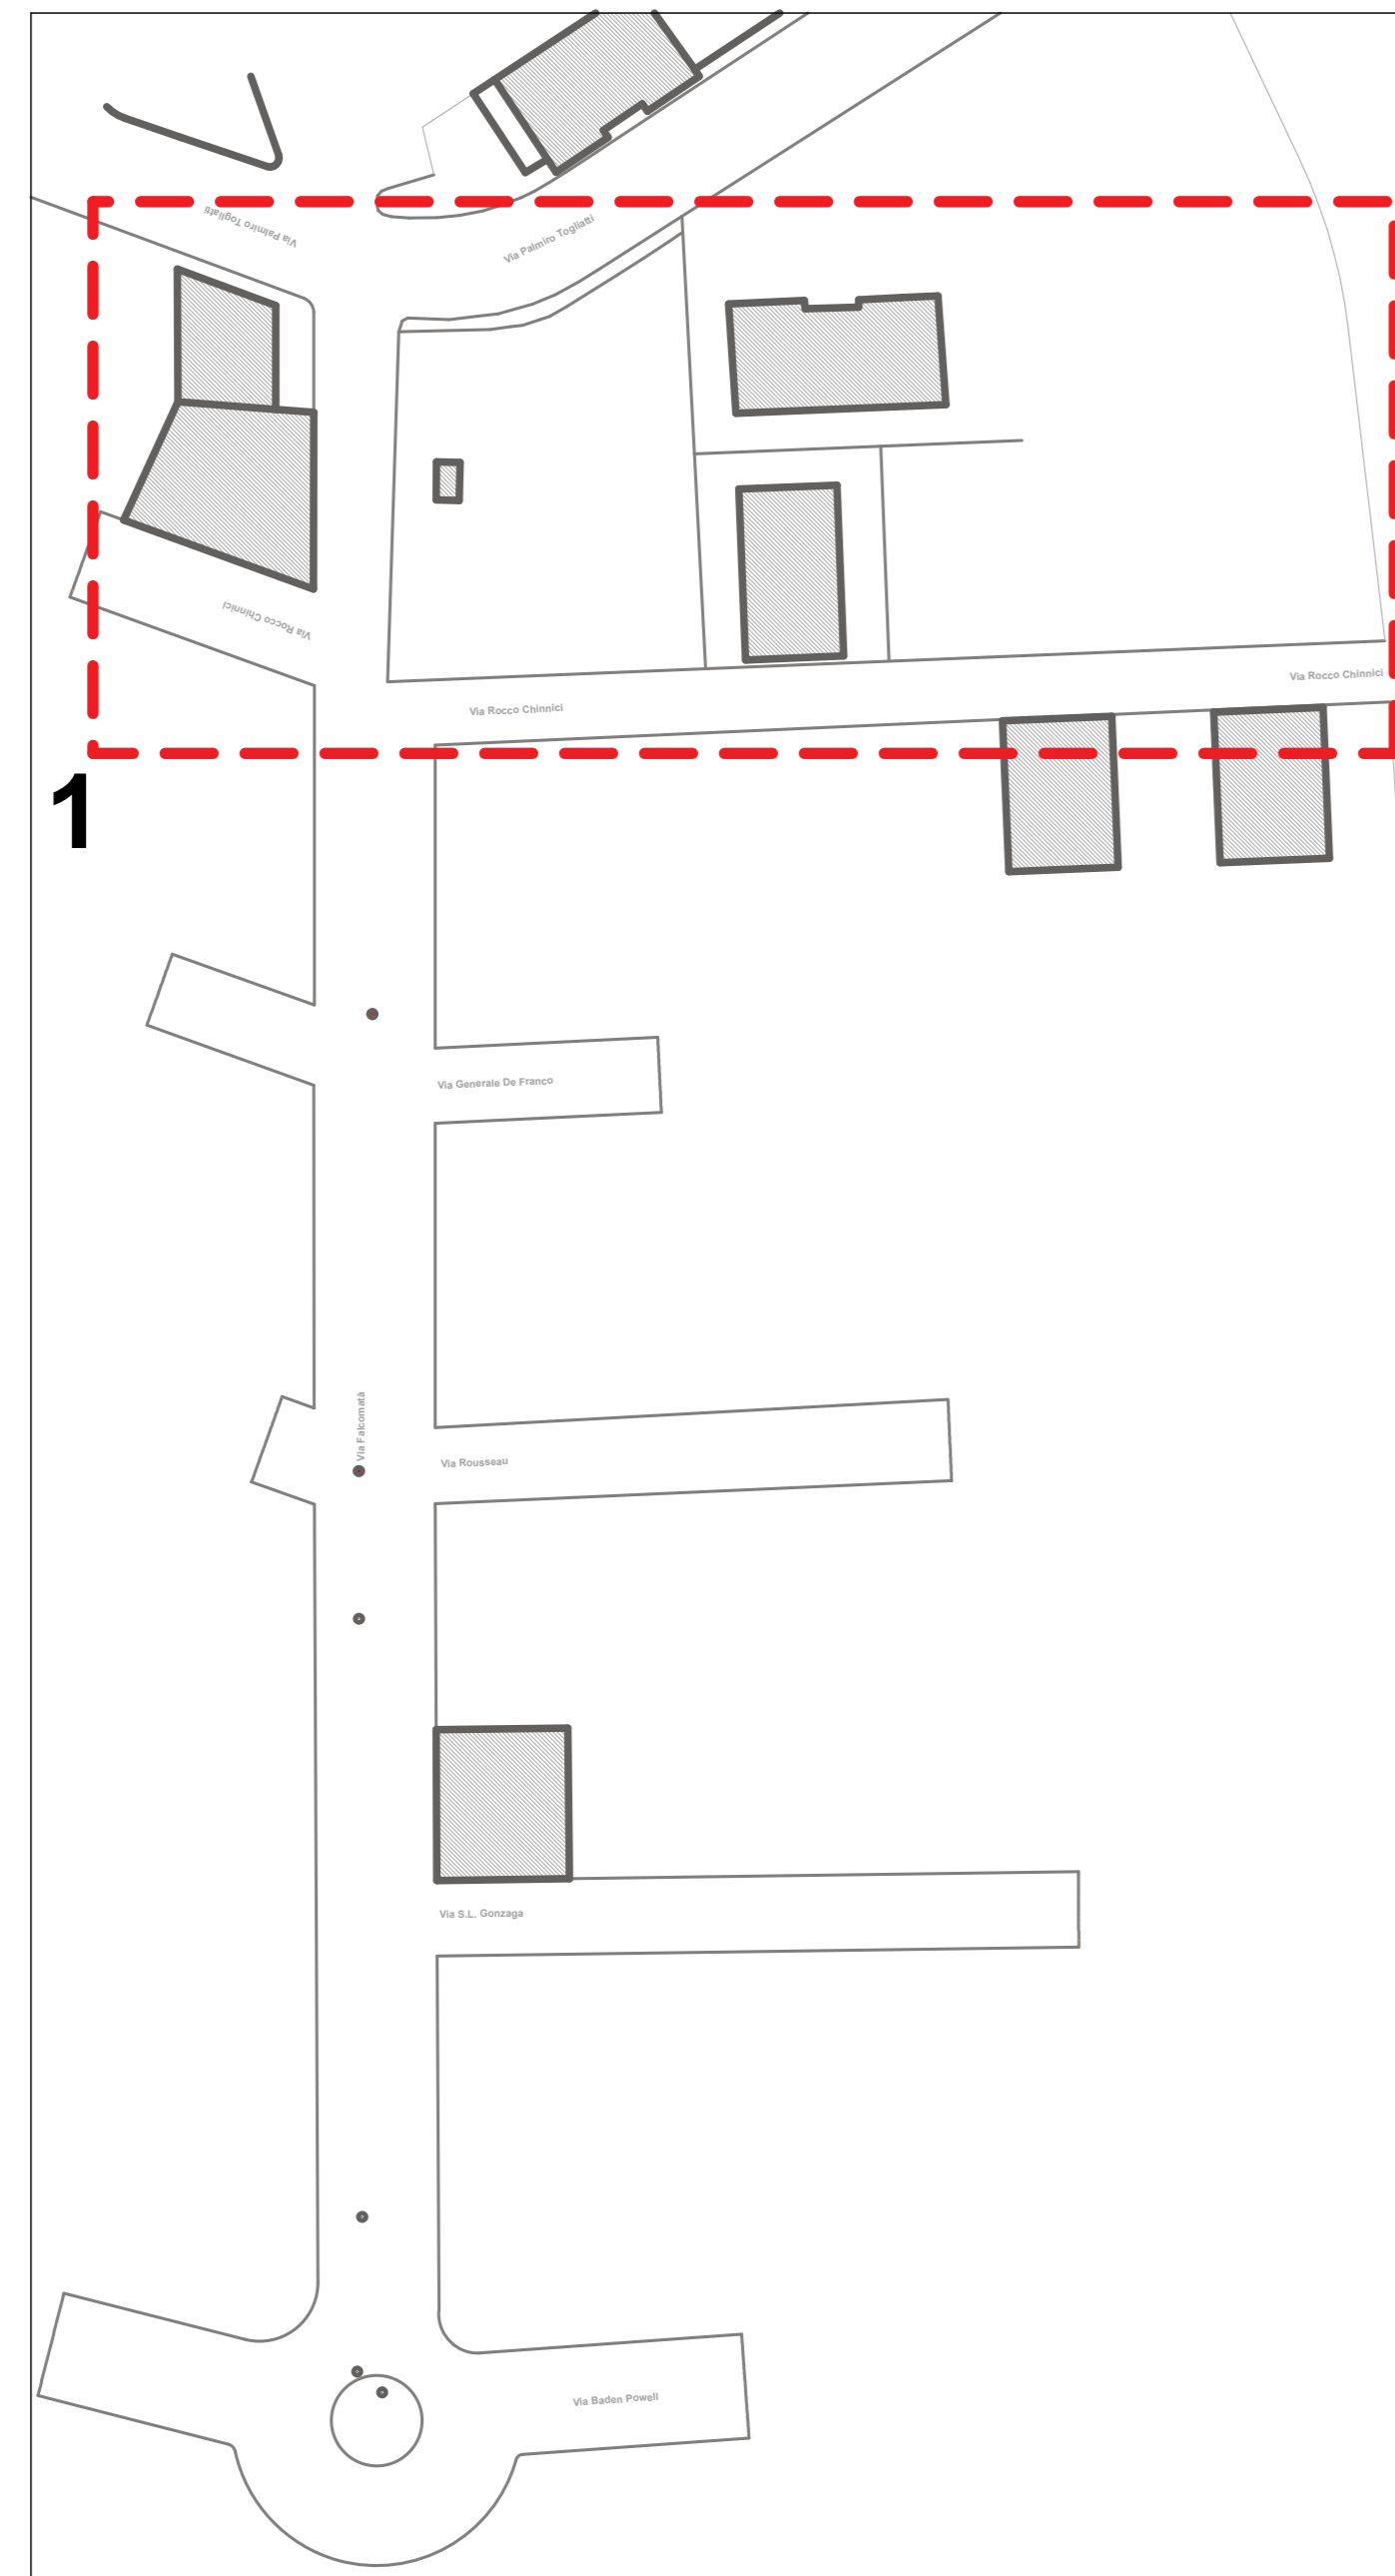 Via Palmiro Togliatti
Via Palmiro Togliatti
Via Rocco Chinnici
Via Rocco Chinnici
Via Rocco Chinnici
1
Via Generale De Franco
Via Falcomatà
Via Rousseau
Via S.L. Gonzaga
Via Baden Powell